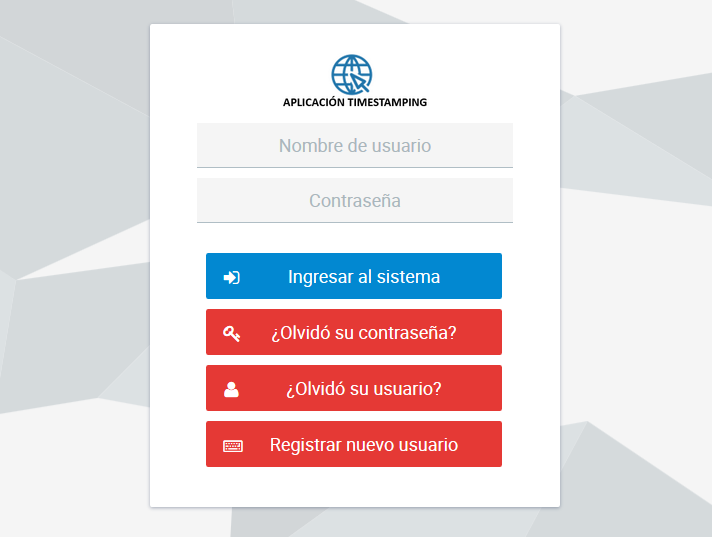 APLICACIÓN TIMESTAMPING
Nombre de usuario
Contraseña
Ingresar al sistema
¿Olvidó su contraseña?
¿Olvidó su usuario?
Registrar nuevo usuario